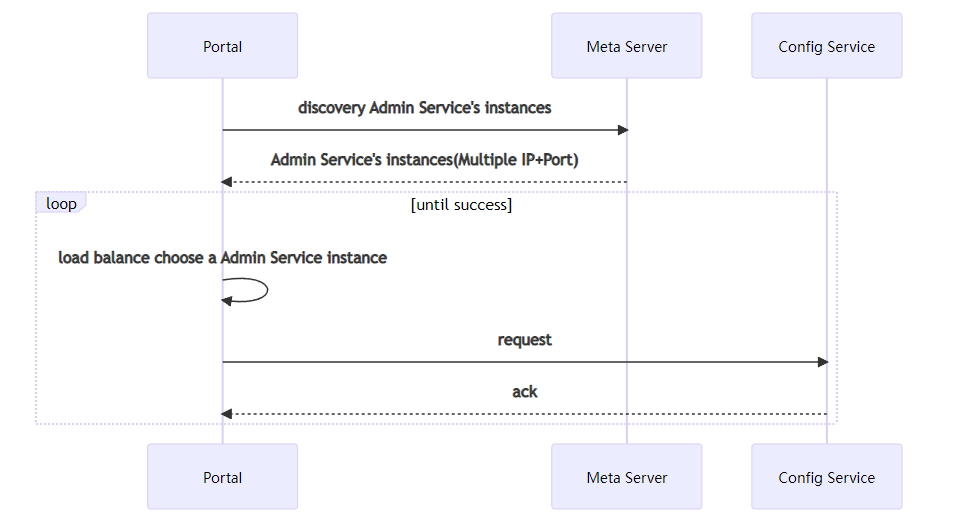 Portal
Meta Server
Config Service
discovery Admin Service's instances
Admin Service's instances(Multiple IP+Port)
loop
[until success]
load balance choose a Admin Service instance
request
ack
Portal
Meta Server
Config Service